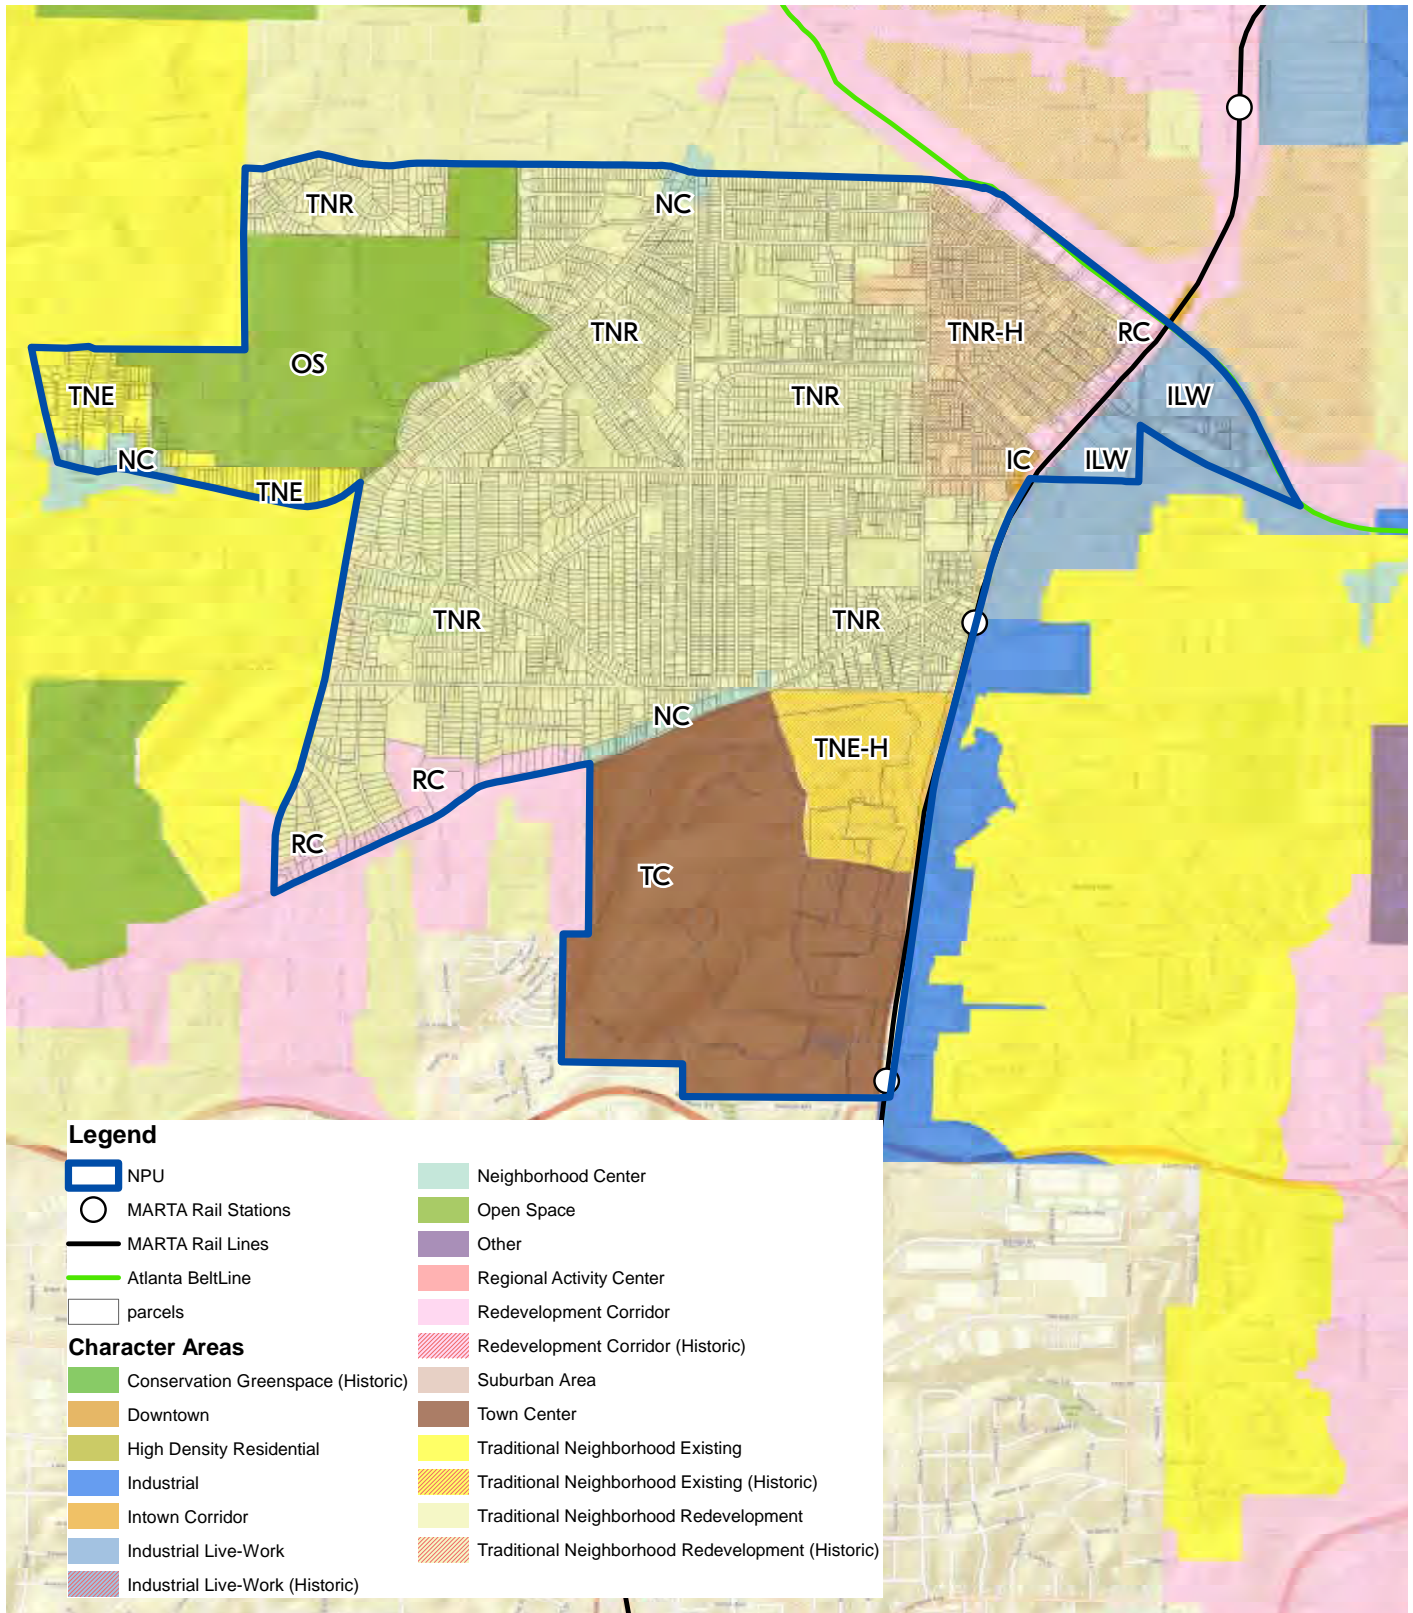 TNR
NC
TNR
TNR-H
RC
OS
TNE
TNR
ILW
NC
IC
ILW
TNE
TNR
TNR
NC
TNE-H
RC
RC
TC
Legend
NPU
MARTA Rail Stations
MARTA Rail Lines
Atlanta BeltLine
parcels
Character Areas
Conservation Greenspace (Historic)
Downtown
High Density Residential
Industrial
Intown Corridor
Industrial Live-Work
Industrial Live-Work (Historic)
Neighborhood Center
Open Space
Other
Regional Activity Center
Redevelopment Corridor
Redevelopment Corridor (Historic)
Suburban Area
Town Center
Traditional Neighborhood Existing
Traditional Neighborhood Existing (Historic)
Traditional Neighborhood Redevelopment
Traditional Neighborhood Redevelopment (Historic)